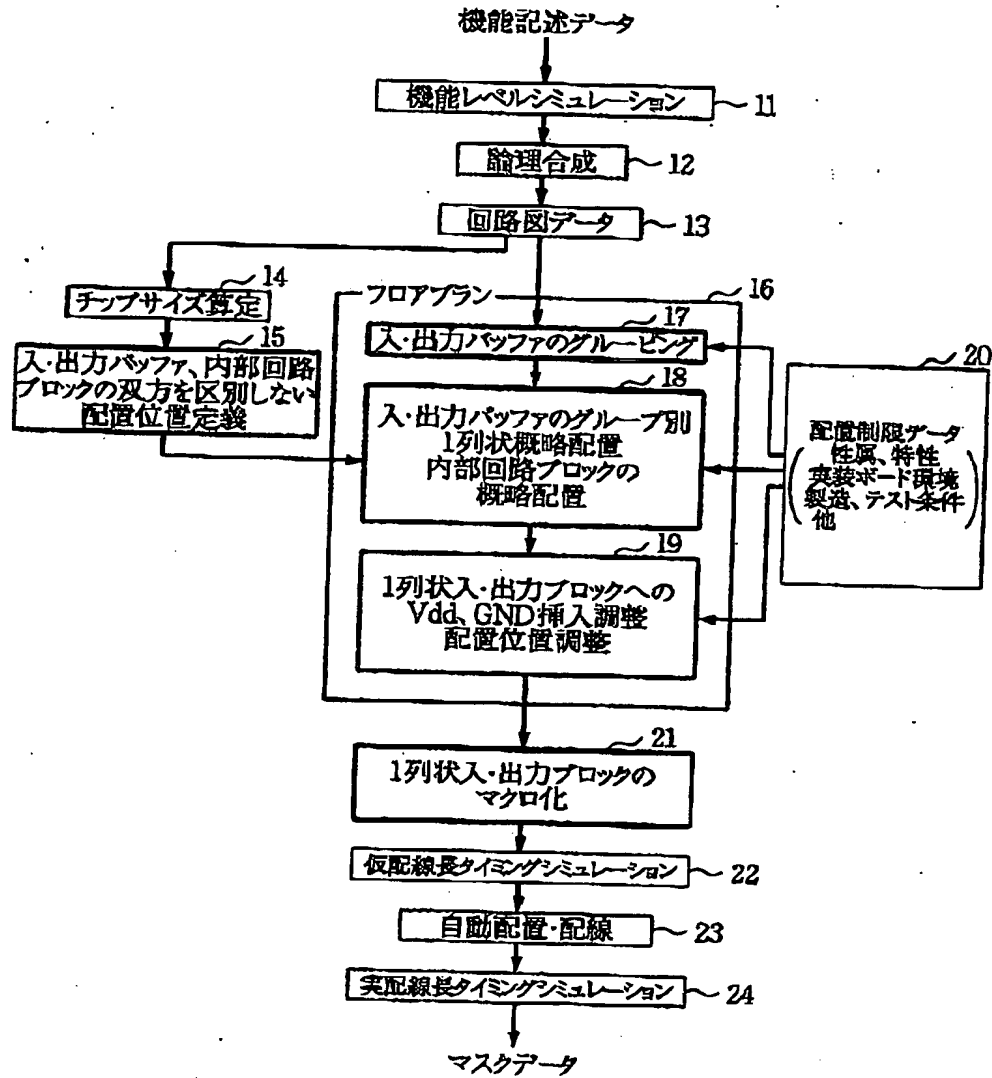 機能記述データ
機能レベルシミュレーション 11
論理合成 12
回路図データ 13
14
チップサイズ算定
15
入・出力バッファ、内部回路
ブロックの双方を区別しない
配置位置定義
フロアプラン 16
17
入・出力バッファのグルーピング
18
入・出力バッファのグループ別
1列状概略配置
内部回路ブロックの
概略配置
19
1列状入・出力ブロックへの
Vdd、GND挿入調整
配置位置調整
20
配置制限データ
性属、特性
実装ボード環境
製造、テスト条件
他
21
1列状入・出力ブロックの
マクロ化
仮配線長タイミングシミュレーション 22
自動配置・配線 23
実配線長タイミングシミュレーション 24
マスクデータ